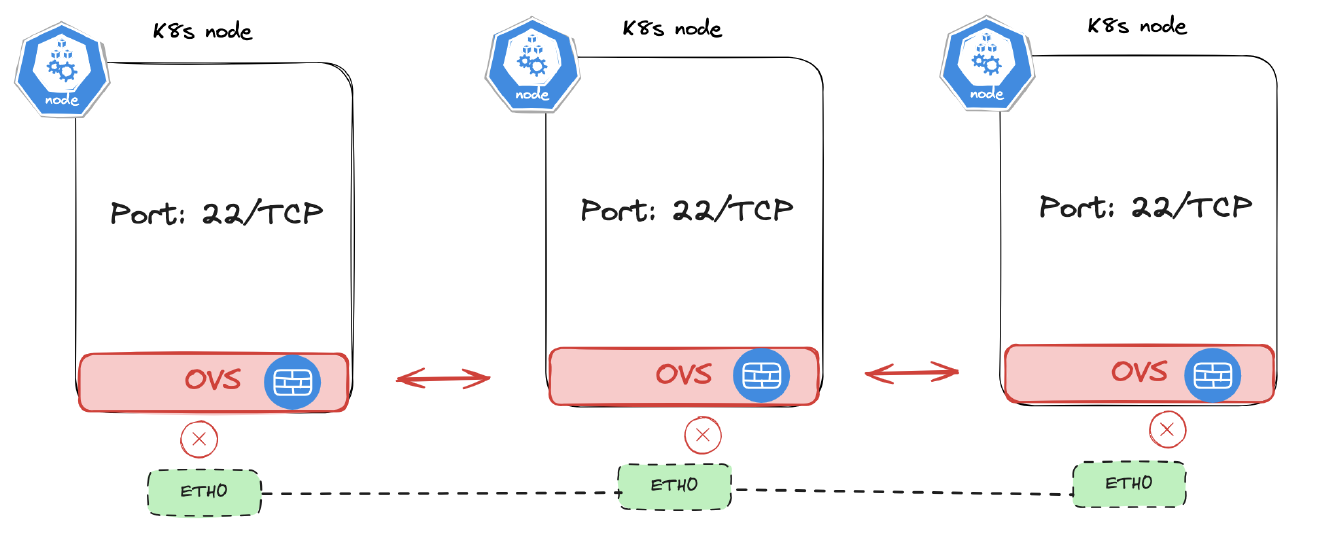 K8s node
K8s node
K8s node
node
node
node
Port: 22/TCP
Port: 22/TCP
Port: 22/TCP
OVS
OVS
OVS
ETH0
ETH0
ETH0